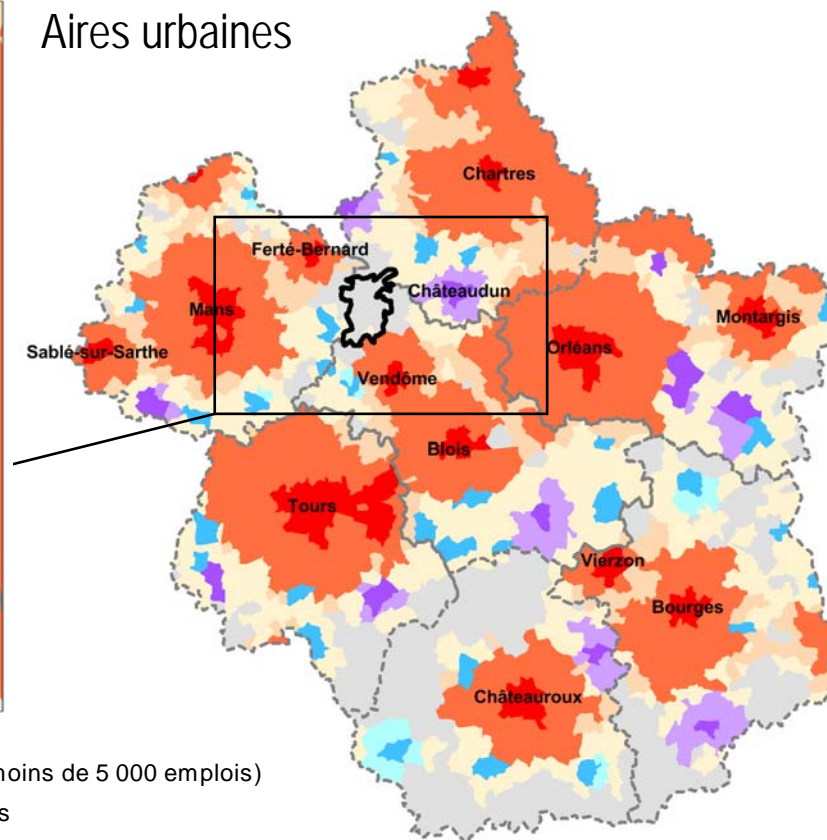 Aires urbaines
Chartres
Ferté-Bernard
Châteaudun
Mans
Montargis
Orléans
Sablé-sur-Sarthe
Vendôme
Blois
Tours
Vierzon
Bourges
Châteauroux
moins de 5 000 emplois)
s